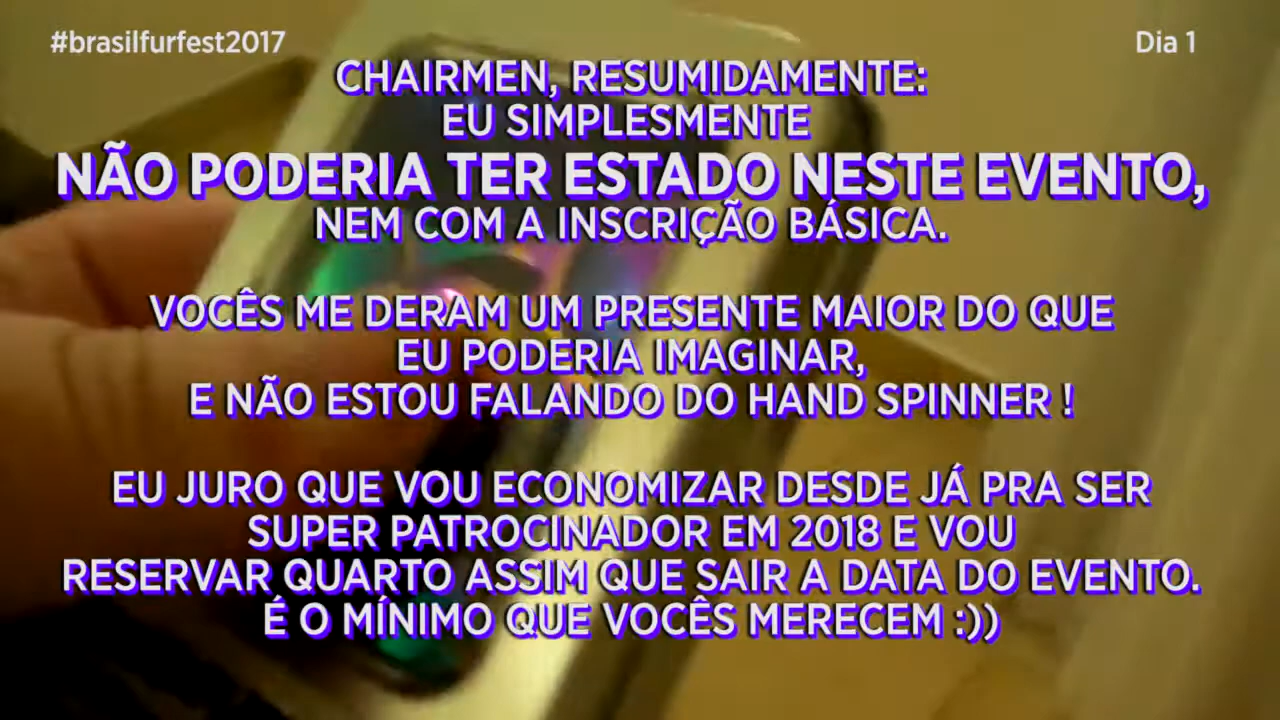 #brasilfurfest2017
Dia 1
CHAIRMEN, RESUMIDAMENTE:
EU SIMPLESMENTE
NÃO PODERIA TER ESTADO NESTE EVENTO,
NEM COM A INSCRIÇÃO BÁSICA.
VOCÊS ME DERAM UM PRESENTE MAIOR DO QUE
EU PODERIA IMAGINAR,
E NÃO ESTOU FALANDO DO HAND SPINNER !
EU JURO QUE VOU ECONOMIZAR DESDE JÁ PRA SER
SUPER PATROCINADOR EM 2018 E VOU
RESERVAR QUARTO ASSIM QUE SAIR A DATA DO EVENTO.
É O MÍNIMO QUE VOCÊS MERECEM :))